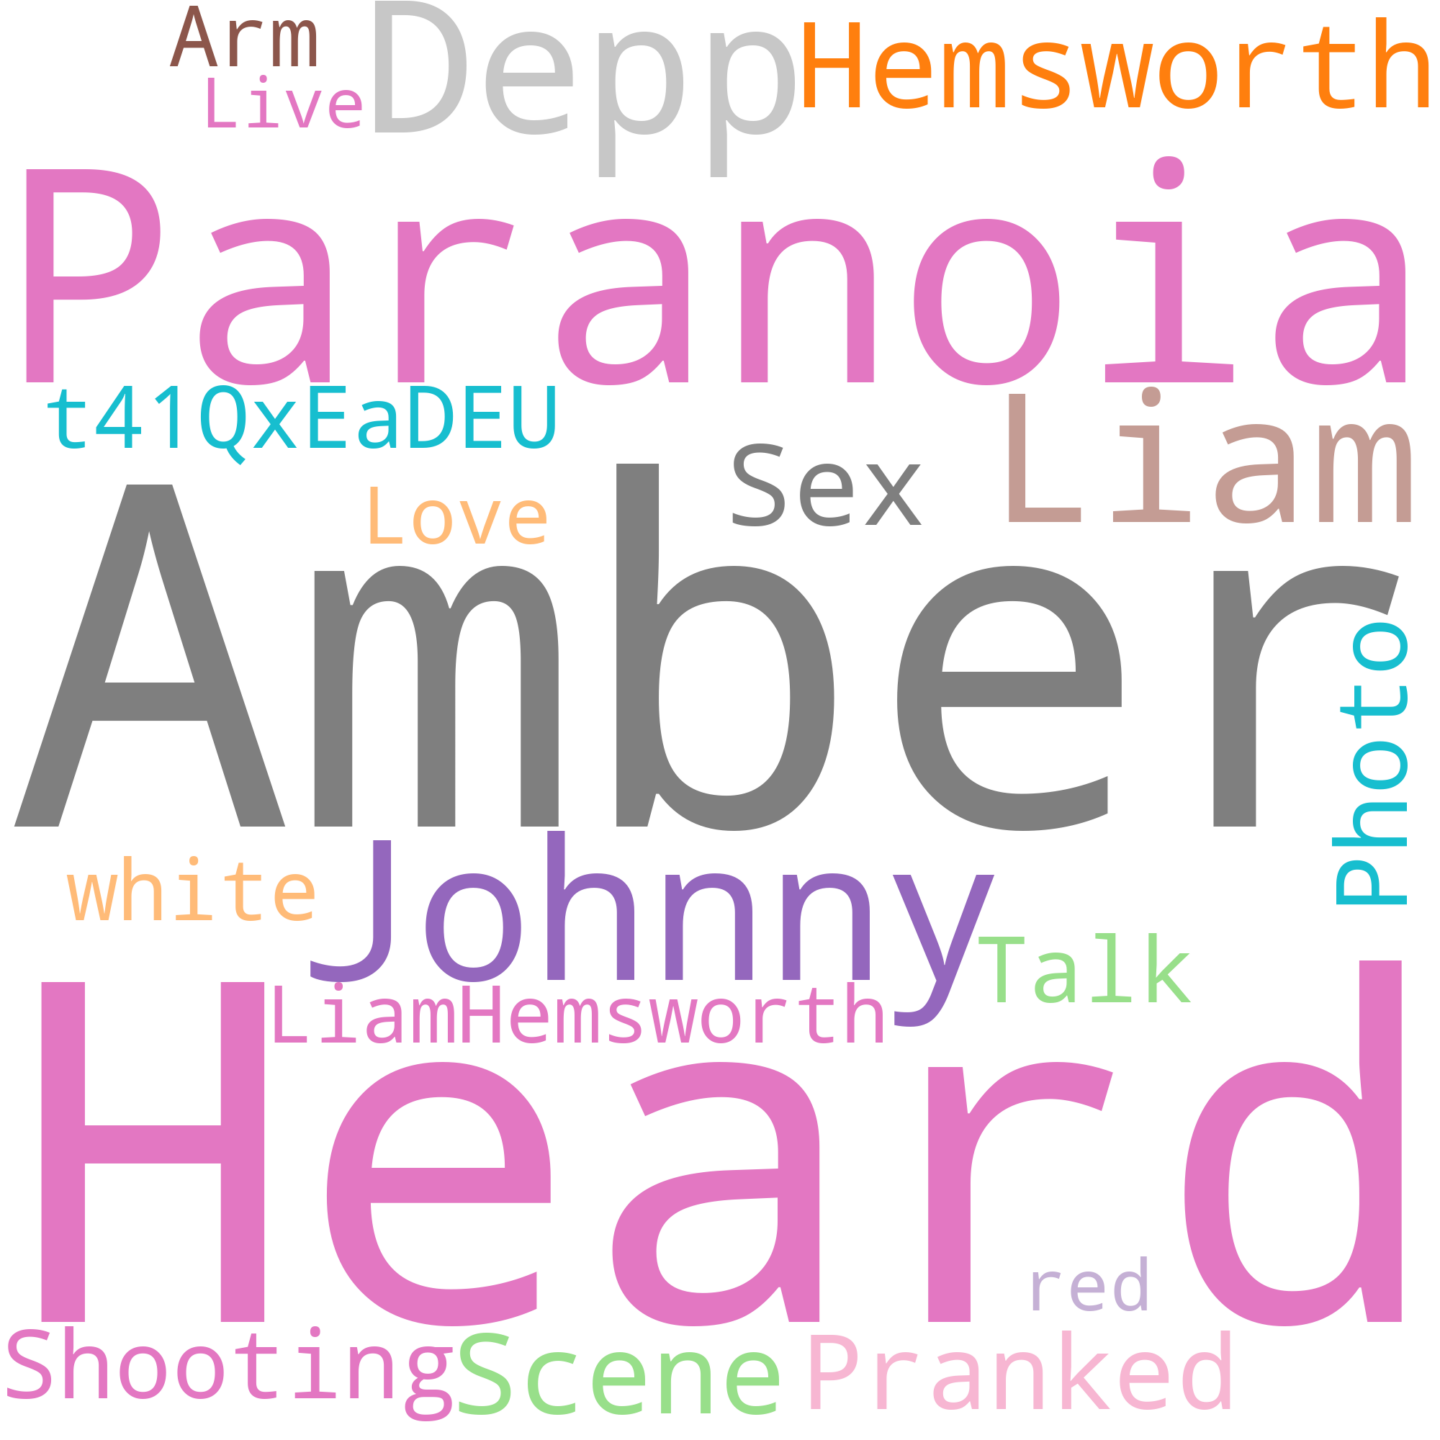 Arm
Depp
Hemsworth
Live
Paranoia
t41QxEaDEU
Liam
Sex
Love
Amber
Photo
white
Johnny
Talk
LiamHemsworth
Heard
red
Shooting
Scene
Pranked